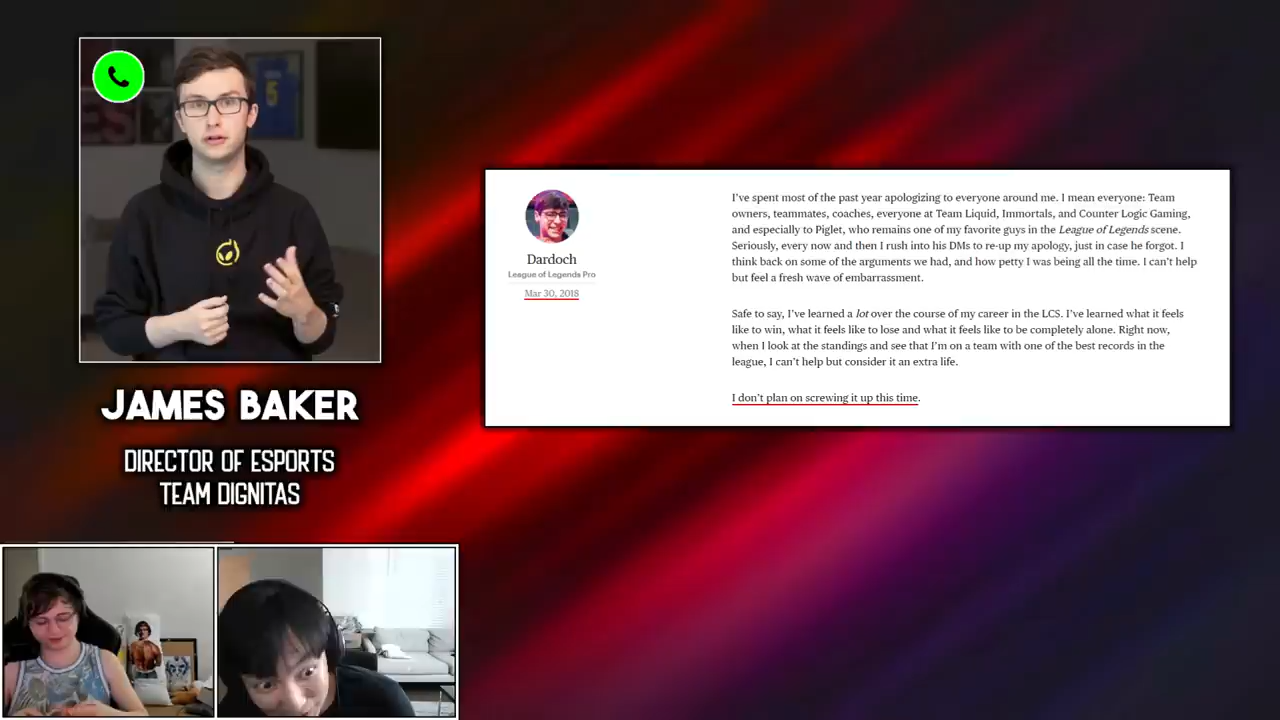 JAMES BAKER
DIRECTOR OF ESPORTS
TEAM DIGNITAS
Dardoch
League of Legends Pro
Mar 30, 2018
I've spent most of the past year apologizing to everyone around me. I mean everyone: Team
owners, teammates, coaches, everyone at Team Liquid, Immortals, and Counter Logic Gaming,
and especially to Piglet, who remains one of my favorite guys in the League of Legends scene.
Seriously, every now and then I rush into his DMs to re-up my apology, just in case he forgot. I
think back on some of the arguments we had, and how petty I was being all the time. I can't help
but feel a fresh wave of embarrassment.
Safe to say, I've learned a lot over the course of my career in the LCS. I've learned what it feels
like to win, what it feels like to lose and what it feels like to be completely alone. Right now,
when I look at the standings and see that I'm on a team with one of the best records in the
league, I can't help but consider it an extra life.
I don't plan on screwing it up this time.